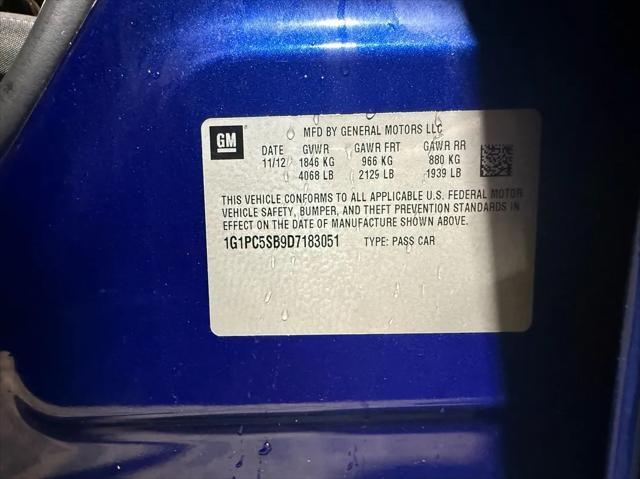 GM
MFD BY GENERAL MOTORS LLC
DATE GVWR GAWR FRT GAWR RR
11/12 1846 KG 966 KG 880 KG
4068 LB 2129 LB 1939 LB
THIS VEHICLE CONFORMS TO ALL APPLICABLE U.S. FEDERAL MOTOR
VEHICLE SAFETY, BUMPER, AND THEFT PREVENTION STANDARDS IN
EFFECT ON THE DATE OF MANUFACTURE SHOWN ABOVE.
1G1PC5SB9D7183051 TYPE: PASS CAR